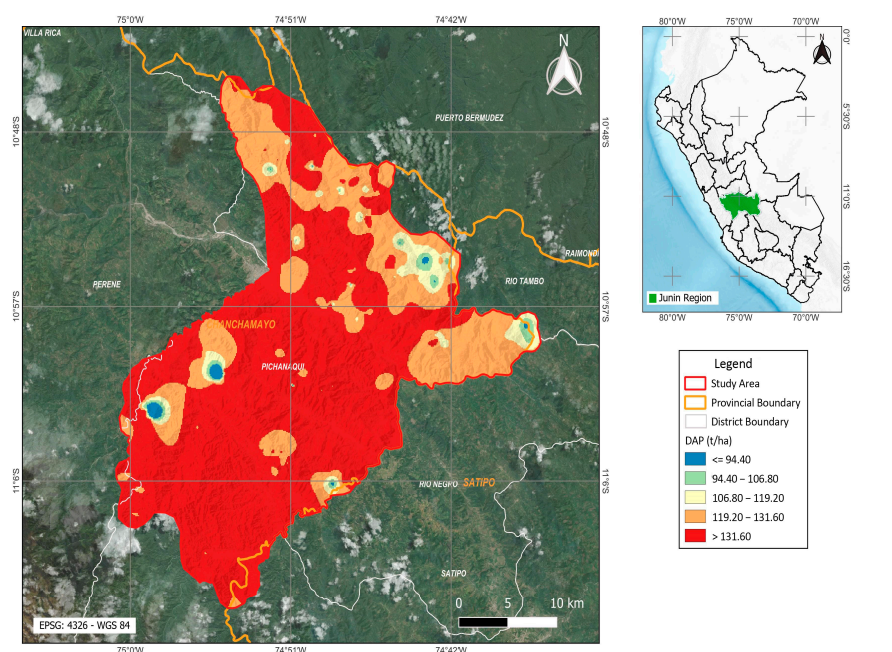 75°0'W 74°51'W 74°42'W
VILLA RICA
N
PUERTO BERMUDEZ
10°48'S 10°48'S
RAIMONDI
PERENE
RIO TAMBO
10°57'S 10°57'S
CHANCHAMAYO
PICHANAQUI
RIO NEGRO
SATIPO
11°6'S 11°6'S
SATIPO
0 5 10 km
EPSG: 4326 - WGS 84
75°0'W 74°51'W 74°42'W
80°0'W 75°0'W 70°0'W
N
0°0'
5°30'S
11°0'S
16°30'S
Junin Region
80°0'W 75°0'W 70°0'W
Legend
Study Area
Provincial Boundary
District Boundary
DAP (t/ha)
<= 94.40
94.40 – 106.80
106.80 – 119.20
119.20 – 131.60
> 131.60